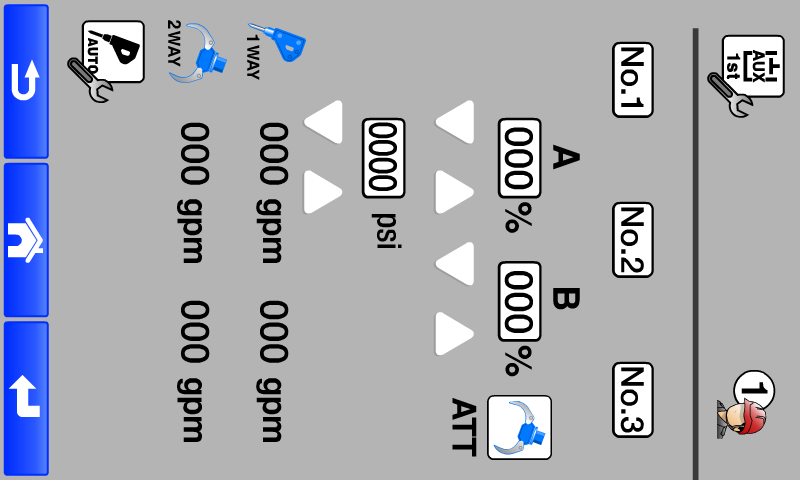 AUX
1st
1
No.1 No.2 No.3
A B
000 % 000 %
ATT
0000 psi
1 WAY 000 gpm 000 gpm
2 WAY 000 gpm 000 gpm
AUTO